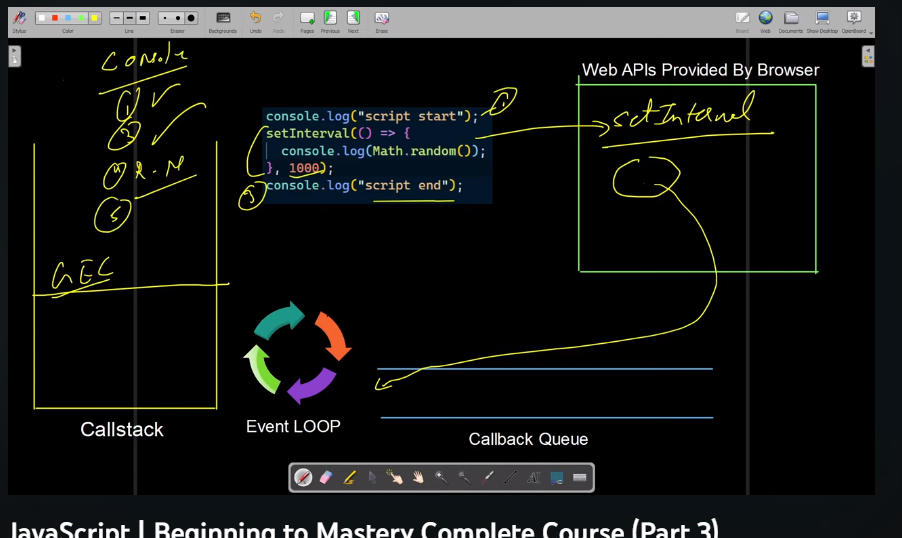 Stylus
Color
Line
Eraser
Backgrounds
Undo
Redo
Pages
Previous
Next
Erase
Board
Web
Documents
Show Desktop
OpenBoard
Console
①
③
④ R.N
⑤
GEC
Callstack
console.log("script start"); ①
setInterval(() => {
console.log(Math.random());
}, 1000);
③ console.log("script end");
Event LOOP
Web APIs Provided By Browser
setInterval
Callback Queue
JavaScript | Beginning to Mastery Complete Course (Part 3)